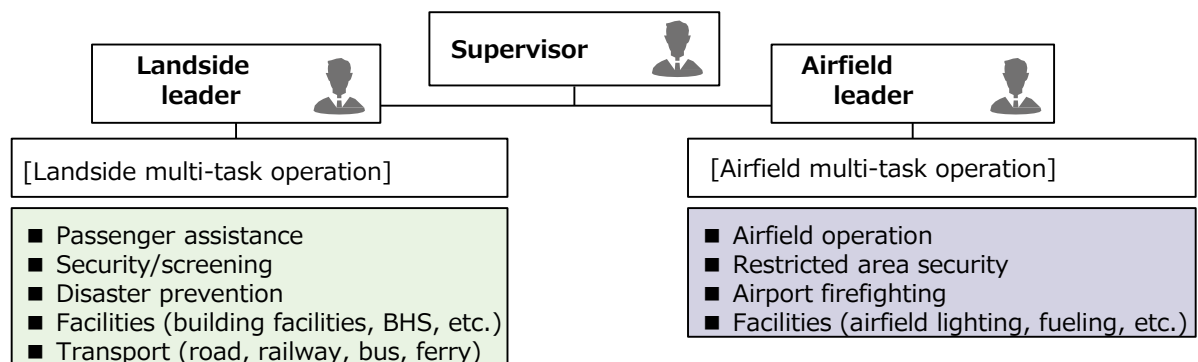 Supervisor
Landside
leader
Airfield
leader
[Landside multi-task operation]
■ Passenger assistance
■ Security/screening
■ Disaster prevention
■ Facilities (building facilities, BHS, etc.)
■ Transport (road, railway, bus, ferry)
[Airfield multi-task operation]
■ Airfield operation
■ Restricted area security
■ Airport firefighting
■ Facilities (airfield lighting, fueling, etc.)